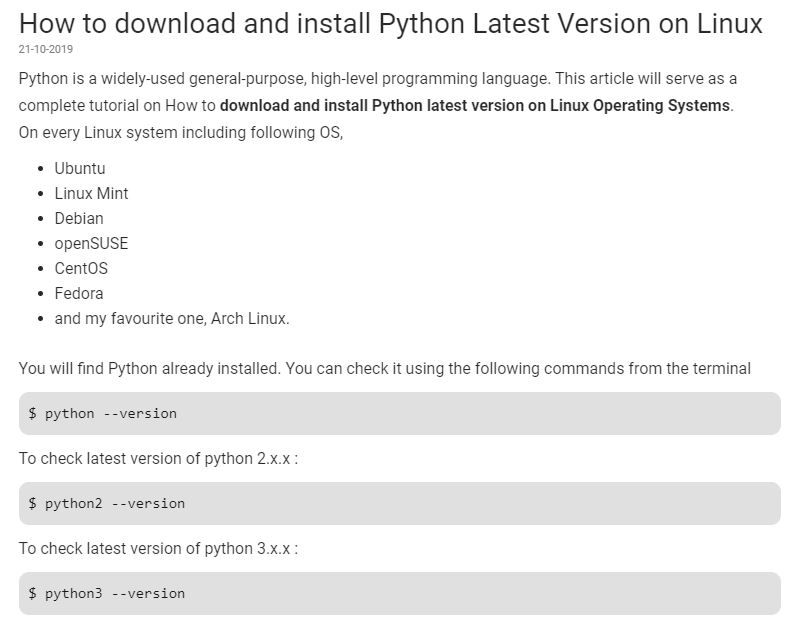 How to download and install Python Latest Version on Linux
21-10-2019
Python is a widely-used general-purpose, high-level programming language. This article will serve as a
complete tutorial on How to download and install Python latest version on Linux Operating Systems.
On every Linux system including following OS,
• Ubuntu
• Linux Mint
• Debian
• openSUSE
• CentOS
• Fedora
• and my favourite one, Arch Linux.
You will find Python already installed. You can check it using the following commands from the terminal
$ python --version
To check latest version of python 2.x.x :
$ python2 --version
To check latest version of python 3.x.x :
$ python3 --version